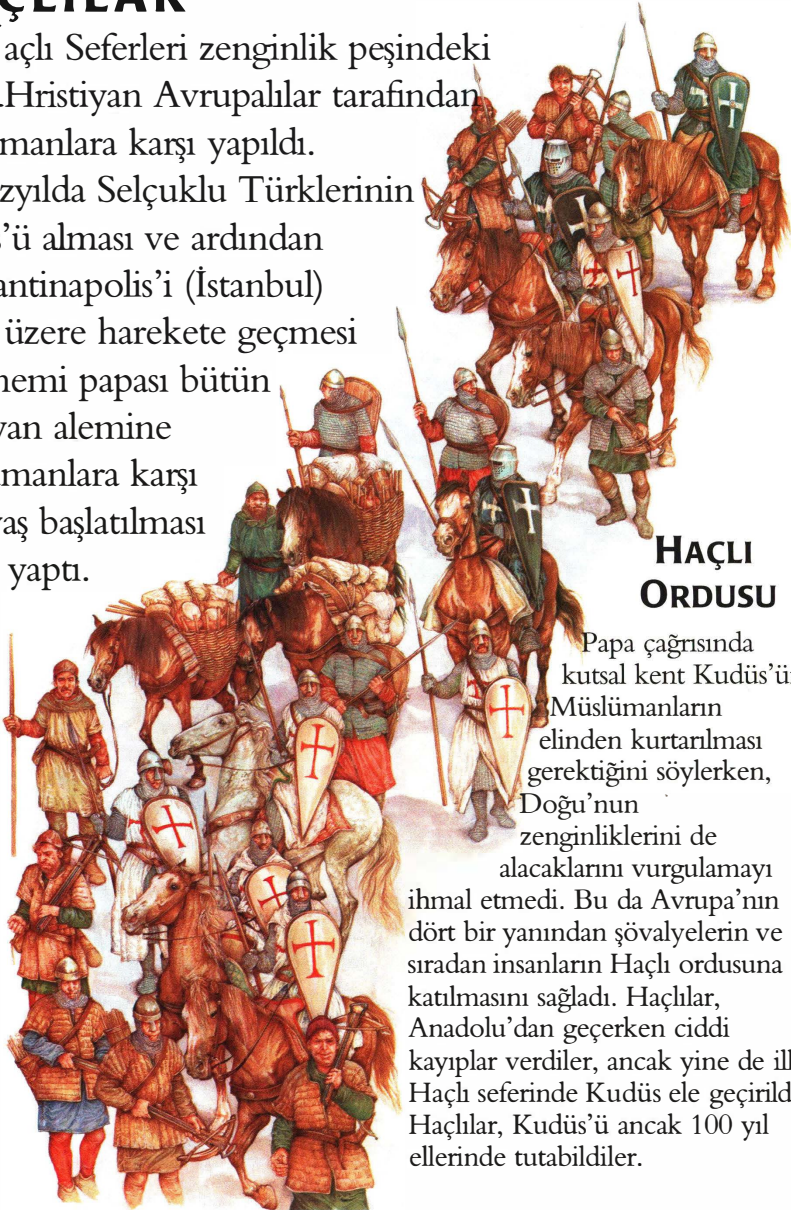 ÇLILAR
açlı Seferleri zenginlik peşindeki
.Hristiyan Avrupalılar tarafından
manlara karşı yapıldı.
zyılda Selçuklu Türklerinin
's'ü alması ve ardından
antinapolis'i (İstanbul)
üzere harekete geçmesi
nemi papası bütün
yan alemine
manlara karşı
vaş başlatılması
yaptı.
HAÇLI
ORDUSU
Papa çağrısında
kutsal kent Kudüs'ü
Müslümanların
elinden kurtarılması
gerektiğini söylerken,
Doğu'nun
zenginliklerini de
alacaklarını vurgulamayı
ihmal etmedi. Bu da Avrupa'nın
dört bir yanından şövalyelerin ve
sıradan insanların Haçlı ordusuna
katılmasını sağladı. Haçlılar,
Anadolu'dan geçerken ciddi
kayıplar verdiler, ancak yine de il
Haçlı seferinde Kudüs ele geçirild
Haçlılar, Kudüs'ü ancak 100 yıl
ellerinde tutabildiler.